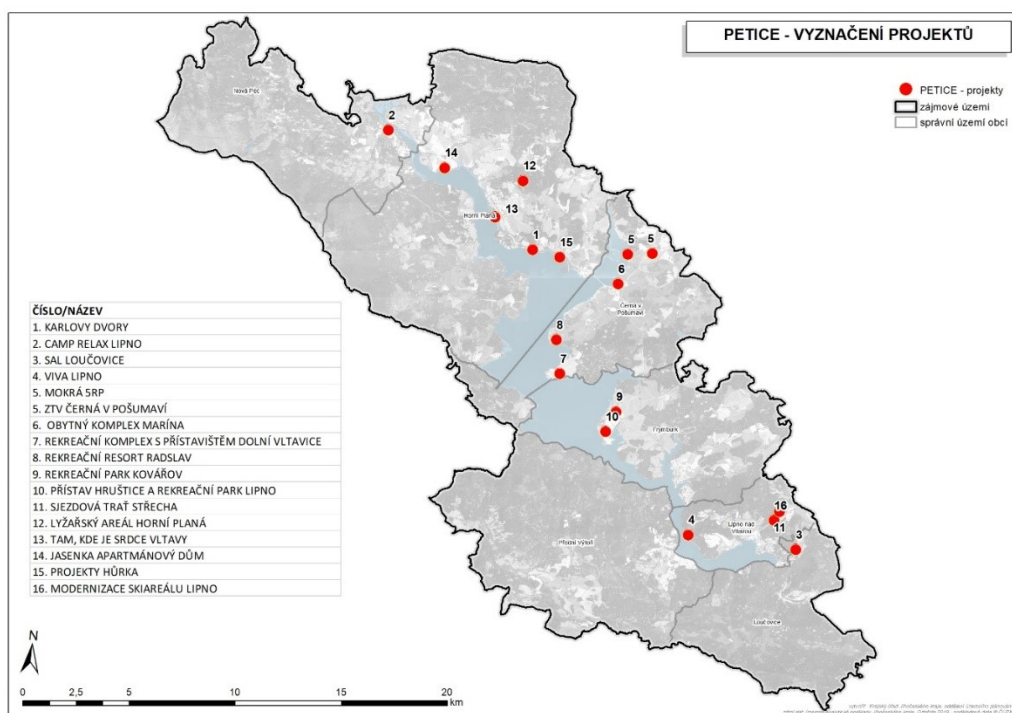 PETICE - VYZNAČENÍ PROJEKTŮ
PETICE - projekty
zájmové území
správní území obcí
Nová Pec
2
14
12
13
Horní Planá
1
15
5
5
6
Černá v
Pošumaví
8
7
9
10
Frymburk
16
4
Lipno nad
Vltavou
11
3
Přední Výtoň
Loučovice
ČÍSLO/NÁZEV
1. KARLOVY DVORY
2. CAMP RELAX LIPNO
3. SAL LOUČOVICE
4. VIVA LIPNO
5. MOKRÁ 5RP
5. ZTV ČERNÁ V POŠUMAVÍ
6. OBYTNÝ KOMPLEX MARÍNA
7. REKREAČNÍ KOMPLEX S PŘÍSTAVIŠTĚM DOLNÍ VLTAVICE
8. REKREAČNÍ RESORT RADSLAV
9. REKREAČNÍ PARK KOVÁŘOV
10. PŘÍSTAV HRUŠTICE A REKREAČNÍ PARK LIPNO
11. SJEZDOVÁ TRAŤ STŘECHA
12. LYŽAŘSKÝ AREÁL HORNÍ PLANÁ
13. TAM, KDE JE SRDCE VLTAVY
14. JASENKA APARTMÁNOVÝ DŮM
15. PROJEKTY HŮRKA
16. MODERNIZACE SKIAREÁLU LIPNO
N
0 2,5 5 10 15 20
km